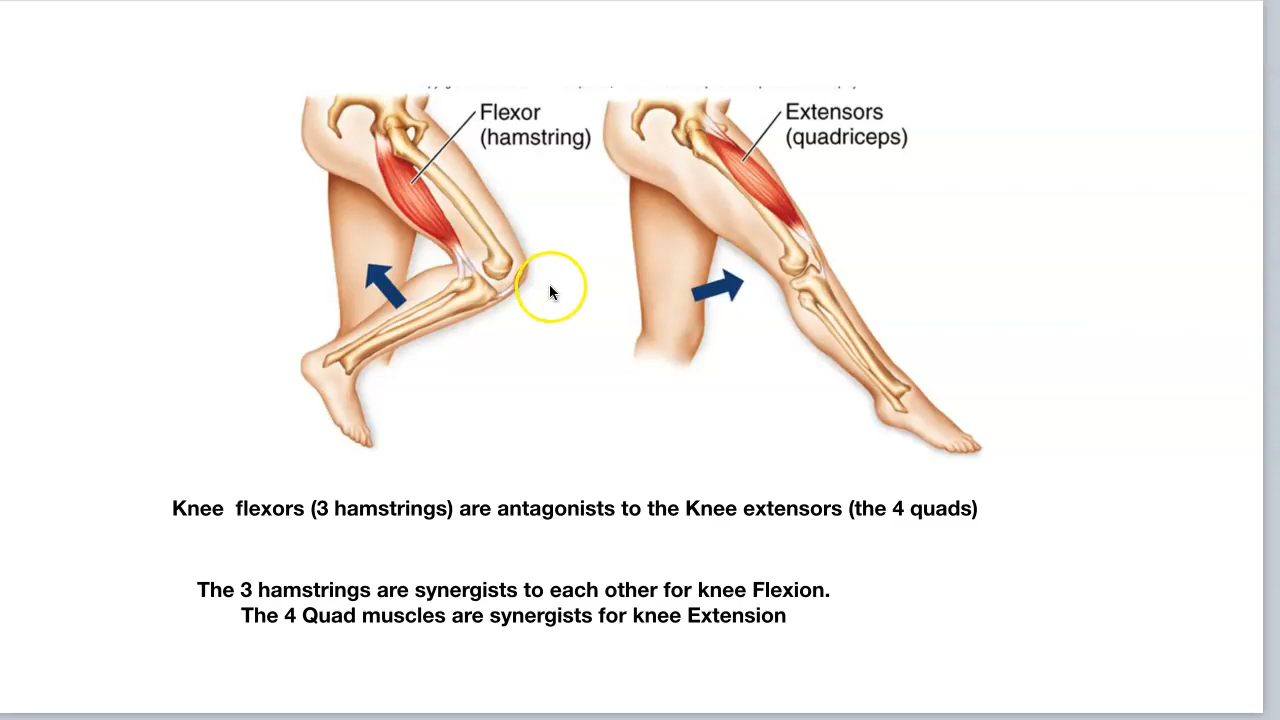 Flexor
(hamstring)
Extensors
(quadriceps)
Knee  flexors (3 hamstrings) are antagonists to the Knee extensors (the 4 quads)
The 3 hamstrings are synergists to each other for knee Flexion.
The 4 Quad muscles are synergists for knee Extension